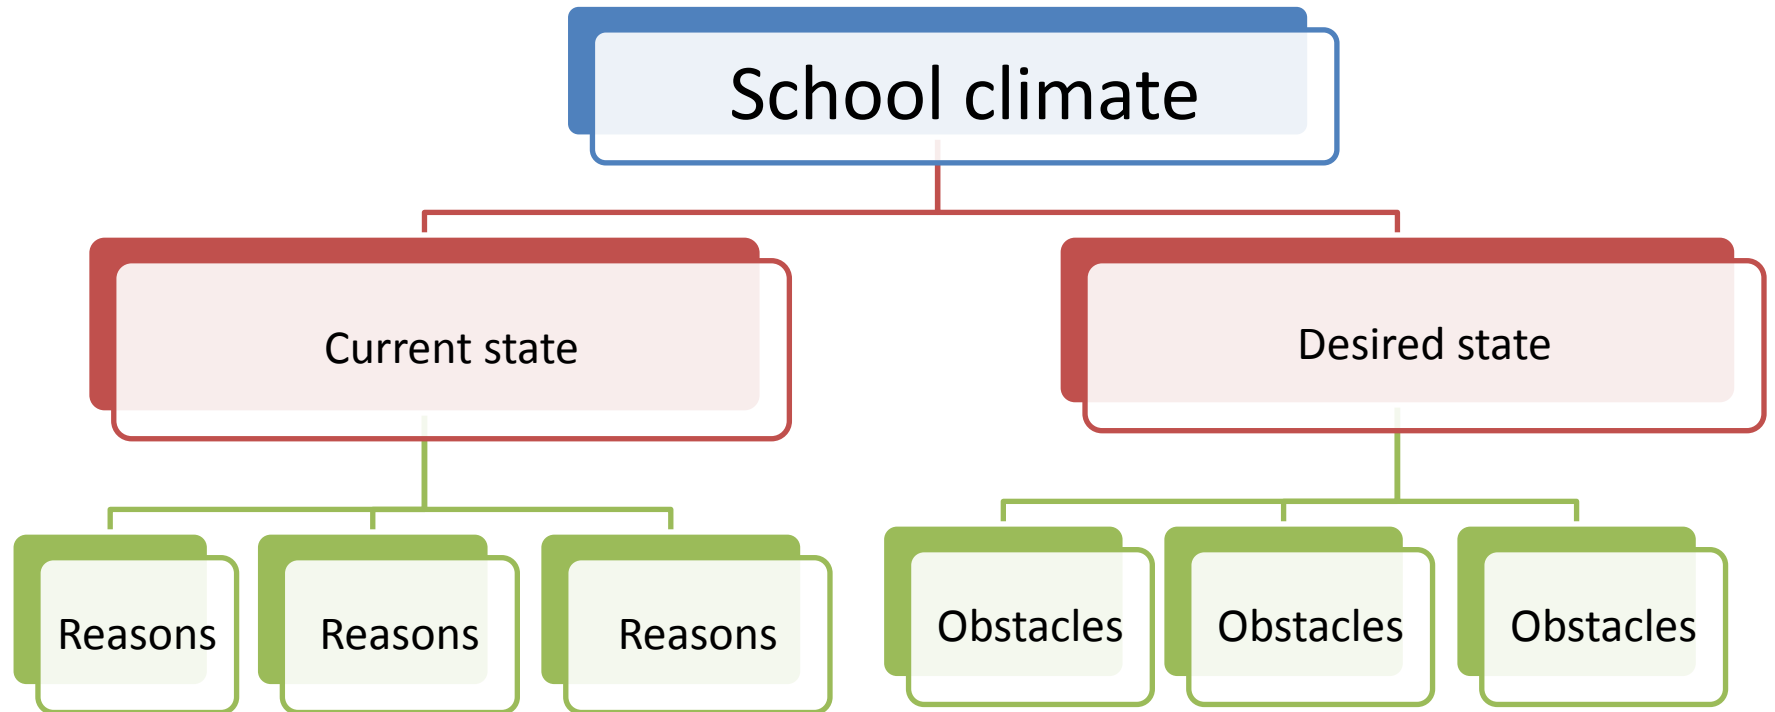 School climate
Current state
Desired state
Reasons
Reasons
Reasons
Obstacles
Obstacles
Obstacles